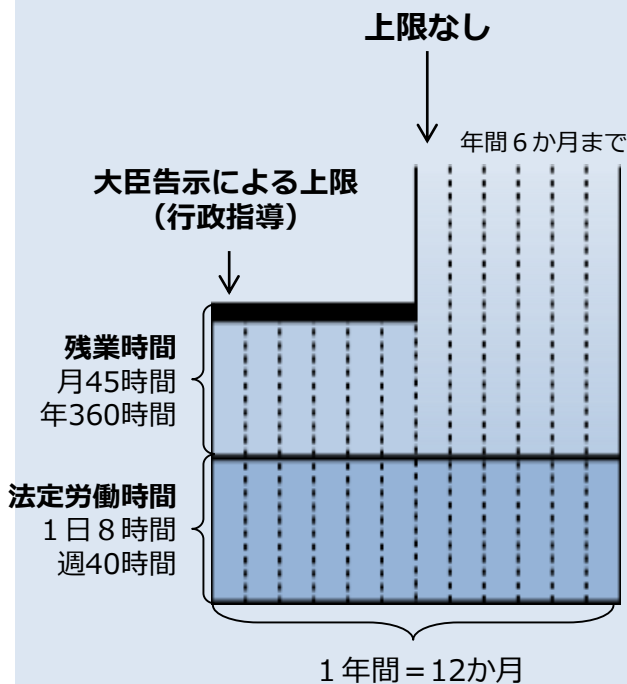 上限なし
年間６か月まで
大臣告示による上限
（行政指導）
残業時間
月45時間
年360時間
法定労働時間
１日８時間
週40時間
１年間＝12か月